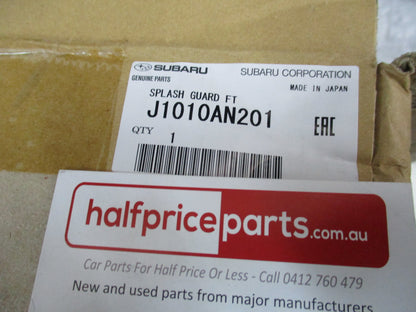 SUBARU
SUBARU CORPORATION
GENUINE PARTS
MADE IN JAPAN
SPLASH GUARD FT
J1010AN201
QTY 1
EAC
halfpriceparts.com.au
Car Parts For Half Price Or Less - Call 0412 760 479
New and used parts from major manufacturers